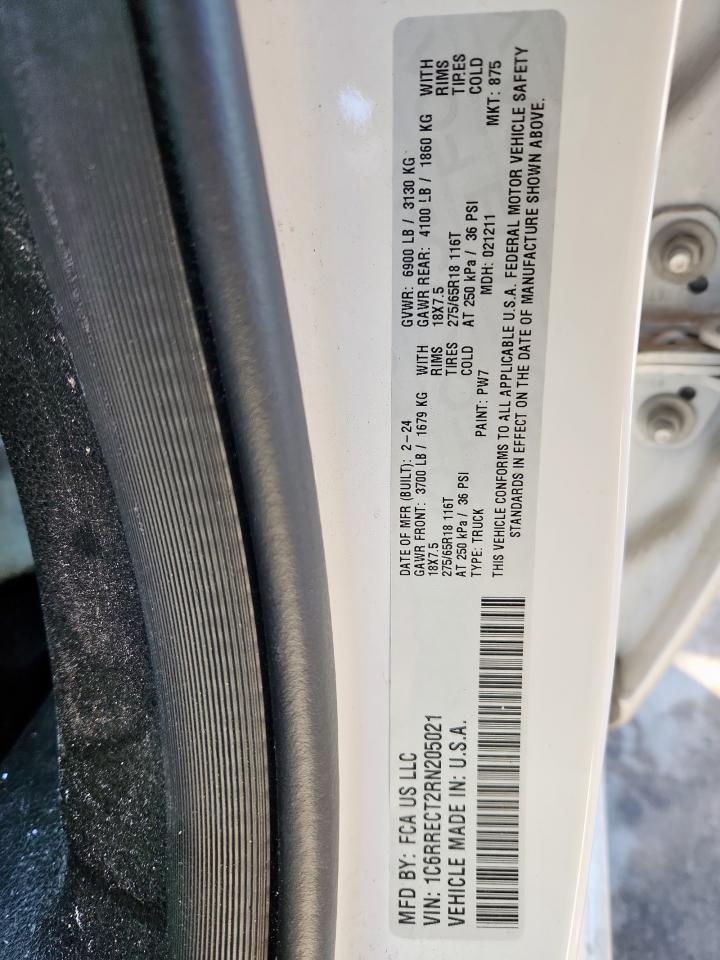 MFD BY: FCA US LLC
VIN: 1C6RRECT2RN205021
VEHICLE MADE IN: U.S.A.
DATE OF MFR (BUILT): 2-24 GVWR: 6900 LB / 3130 KG
GAWR FRONT: 3700 LB / 1679 KG WITH GAWR REAR: 4100 LB / 1860 KG WITH
18X7.5 RIMS 18X7.5 RIMS
275/65R18 116T TIRES 275/65R18 116T TIRES
AT 250 kPa / 36 PSI COLD AT 250 kPa / 36 PSI COLD
TYPE: TRUCK PAINT: PW7 MDH: 021211 MKT: 875
THIS VEHICLE CONFORMS TO ALL APPLICABLE U.S.A. FEDERAL MOTOR VEHICLE SAFETY
STANDARDS IN EFFECT ON THE DATE OF MANUFACTURE SHOWN ABOVE.